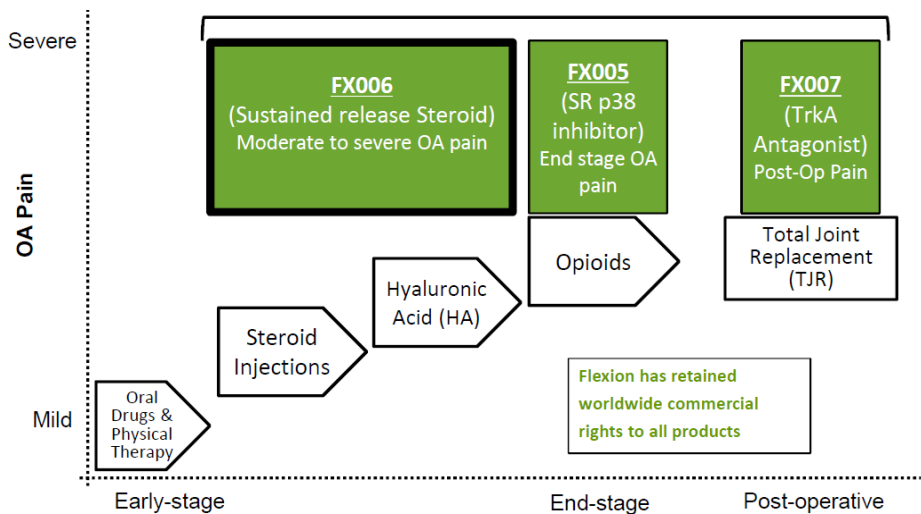 Severe
FX006
(Sustained release Steroid)
Moderate to severe OA pain
FX005
(SR p38
inhibitor)
End stage OA
pain
FX007
(TrkA
Antagonist)
Post-Op Pain
OA Pain
Total Joint
Replacement
(TJR)
Opioids
Hyaluronic
Acid (HA)
Steroid
Injections
Flexion has retained
worldwide commercial
rights to all products
Mild
Oral
Drugs &
Physical
Therapy
Early-stage
End-stage
Post-operative